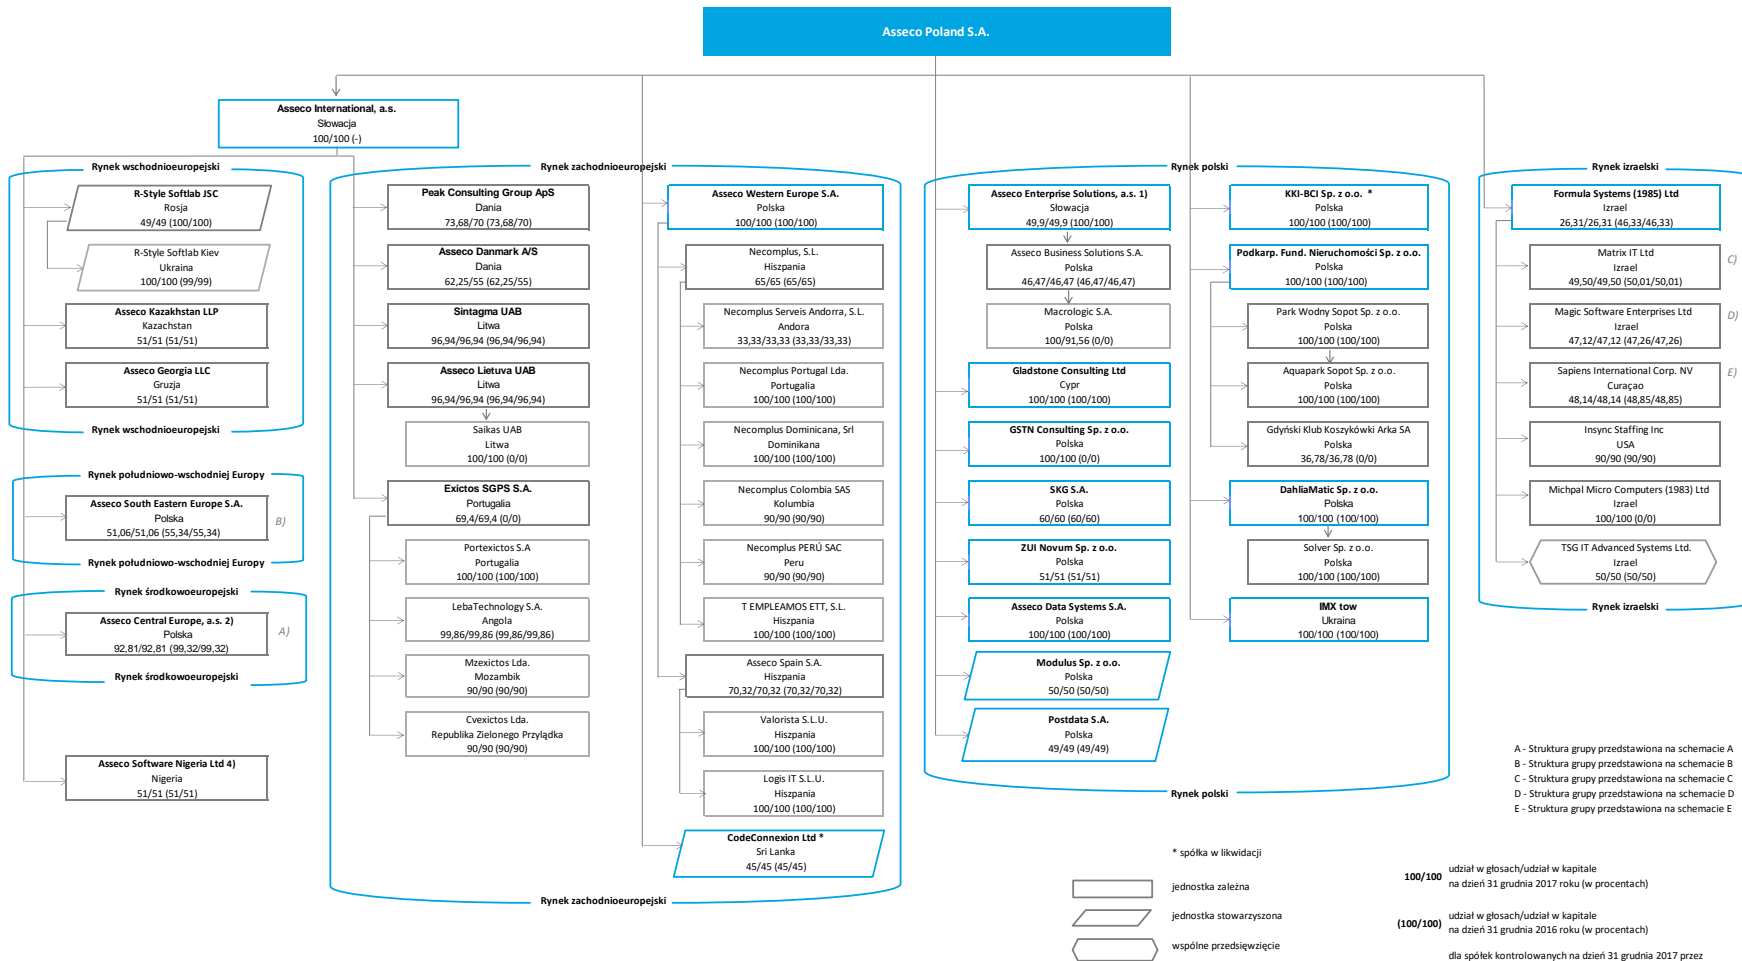 Asseco Poland S.A.
Asseco International, a.s.
Słowacja
100/100 (-)
Rynek wschodnioeuropejski
R-Style Softlab JSC
Rosja
49/49 (100/100)
R-Style Softlab Kiev
Ukraina
100/100 (99/99)
Asseco Kazakhstan LLP
Kazachstan
51/51 (51/51)
Asseco Georgia LLC
Gruzja
51/51 (51/51)
Rynek wschodnioeuropejski
Rynek południowo-wschodniej Europy
Asseco South Eastern Europe S.A.
Polska
51,06/51,06 (55,34/55,34)
B)
Rynek południowo-wschodniej Europy
Rynek środkowoeuropejski
Asseco Central Europe, a.s. 2)
Polska
92,81/92,81 (99,32/99,32)
A)
Rynek środkowoeuropejski
Asseco Software Nigeria Ltd 4)
Nigeria
51/51 (51/51)
Rynek zachodnioeuropejski
Peak Consulting Group ApS
Dania
73,68/70 (73,68/70)
Asseco Danmark A/S
Dania
62,25/55 (62,25/55)
Sintagma UAB
Litwa
96,94/96,94 (96,94/96,94)
Asseco Lietuva UAB
Litwa
96,94/96,94 (96,94/96,94)
Saikas UAB
Litwa
100/100 (0/0)
Exictos SGPS S.A.
Portugalia
69,4/69,4 (0/0)
Portexictos S.A
Portugalia
100/100 (100/100)
LebaTechnology S.A.
Angola
99,86/99,86 (99,86/99,86)
Mzexictos Lda.
Mozambik
90/90 (90/90)
Cvexictos Lda.
Republika Zielonego Przylądka
90/90 (90/90)
Asseco Western Europe S.A.
Polska
100/100 (100/100)
Necomplus, S.L.
Hiszpania
65/65 (65/65)
Necomplus Serveis Andorra, S.L.
Andora
33,33/33,33 (33,33/33,33)
Necomplus Portugal Lda.
Portugalia
100/100 (100/100)
Necomplus Dominicana, Srl
Dominikana
100/100 (100/100)
Necomplus Colombia SAS
Kolumbia
90/90 (90/90)
Necomplus PERÚ SAC
Peru
90/90 (90/90)
T EMPLEAMOS ETT, S.L.
Hiszpania
100/100 (100/100)
Asseco Spain S.A.
Hiszpania
70,32/70,32 (70,32/70,32)
Valorista S.L.U.
Hiszpania
100/100 (100/100)
Logis IT S.L.U.
Hiszpania
100/100 (100/100)
CodeConnexion Ltd *
Sri Lanka
45/45 (45/45)
Rynek zachodnioeuropejski
Rynek polski
Asseco Enterprise Solutions, a.s. 1)
Słowacja
49,9/49,9 (100/100)
Asseco Business Solutions S.A.
Polska
46,47/46,47 (46,47/46,47)
Macrologic S.A.
Polska
100/91,56 (0/0)
Gladstone Consulting Ltd
Cypr
100/100 (100/100)
GSTN Consulting Sp. z o.o.
Polska
100/100 (0/0)
SKG S.A.
Polska
60/60 (60/60)
ZUI Novum Sp. z o.o.
Polska
51/51 (51/51)
Asseco Data Systems S.A.
Polska
100/100 (100/100)
Modulus Sp. z o.o.
Polska
50/50 (50/50)
Postdata S.A.
Polska
49/49 (49/49)
KKI-BCI Sp. z o.o. *
Polska
100/100 (100/100)
Podkarp. Fund. Nieruchomości Sp. z o.o.
Polska
100/100 (100/100)
Park Wodny Sopot Sp. z o.o.
Polska
100/100 (100/100)
Aquapark Sopot Sp. z o.o.
Polska
100/100 (100/100)
Gdyński Klub Koszykówki Arka SA
Polska
36,78/36,78 (0/0)
DahliaMatic Sp. z o.o.
Polska
100/100 (100/100)
Solver Sp. z o.o.
Polska
100/100 (100/100)
IMX tow
Ukraina
100/100 (100/100)
Rynek polski
Rynek izraelski
Formula Systems (1985) Ltd
Izrael
26,31/26,31 (46,33/46,33)
Matrix IT Ltd
Izrael
49,50/49,50 (50,01/50,01)
C)
Magic Software Enterprises Ltd
Izrael
47,12/47,12 (47,26/47,26)
D)
Sapiens International Corp. NV
Curaçao
48,14/48,14 (48,85/48,85)
E)
Insync Staffing Inc
USA
90/90 (90/90)
Michpal Micro Computers (1983) Ltd
Izrael
100/100 (0/0)
TSG IT Advanced Systems Ltd.
Izrael
50/50 (50/50)
Rynek izraelski
A - Struktura grupy przedstawiona na schemacie A
B - Struktura grupy przedstawiona na schemacie B
C - Struktura grupy przedstawiona na schemacie C
D - Struktura grupy przedstawiona na schemacie D
E - Struktura grupy przedstawiona na schemacie E
* spółka w likwidacji
jednostka zależna
jednostka stowarzyszona
wspólne przedsięwzięcie
100/100 udział w głosach/udział w kapitale
na dzień 31 grudnia 2017 roku (w procentach)
(100/100) udział w głosach/udział w kapitale
na dzień 31 grudnia 2016 roku (w procentach)
dla spółek kontrolowanych na dzień 31 grudnia 2017 przez